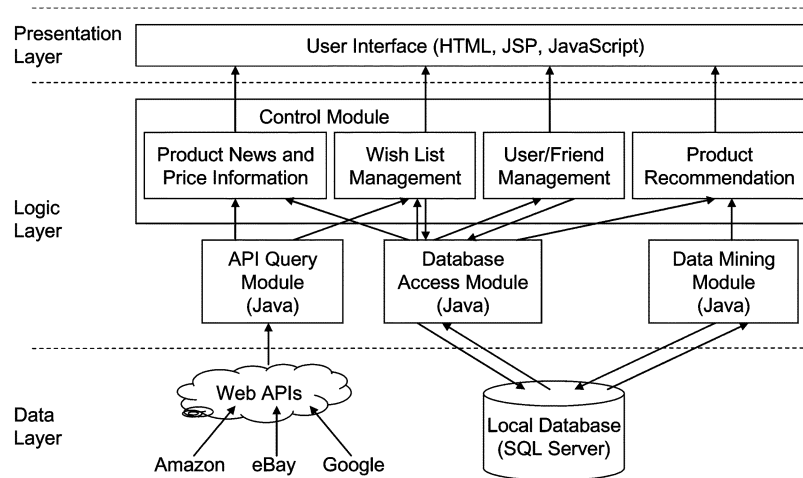 Presentation
Layer
User Interface (HTML, JSP, JavaScript)
Control Module
Product News and
Price Information
Wish List
Management
User/Friend
Management
Product
Recommendation
Logic
Layer
API Query
Module
(Java)
Database
Access Module
(Java)
Data Mining
Module
(Java)
Data
Layer
Web APIs
Amazon
eBay
Google
Local Database
(SQL Server)